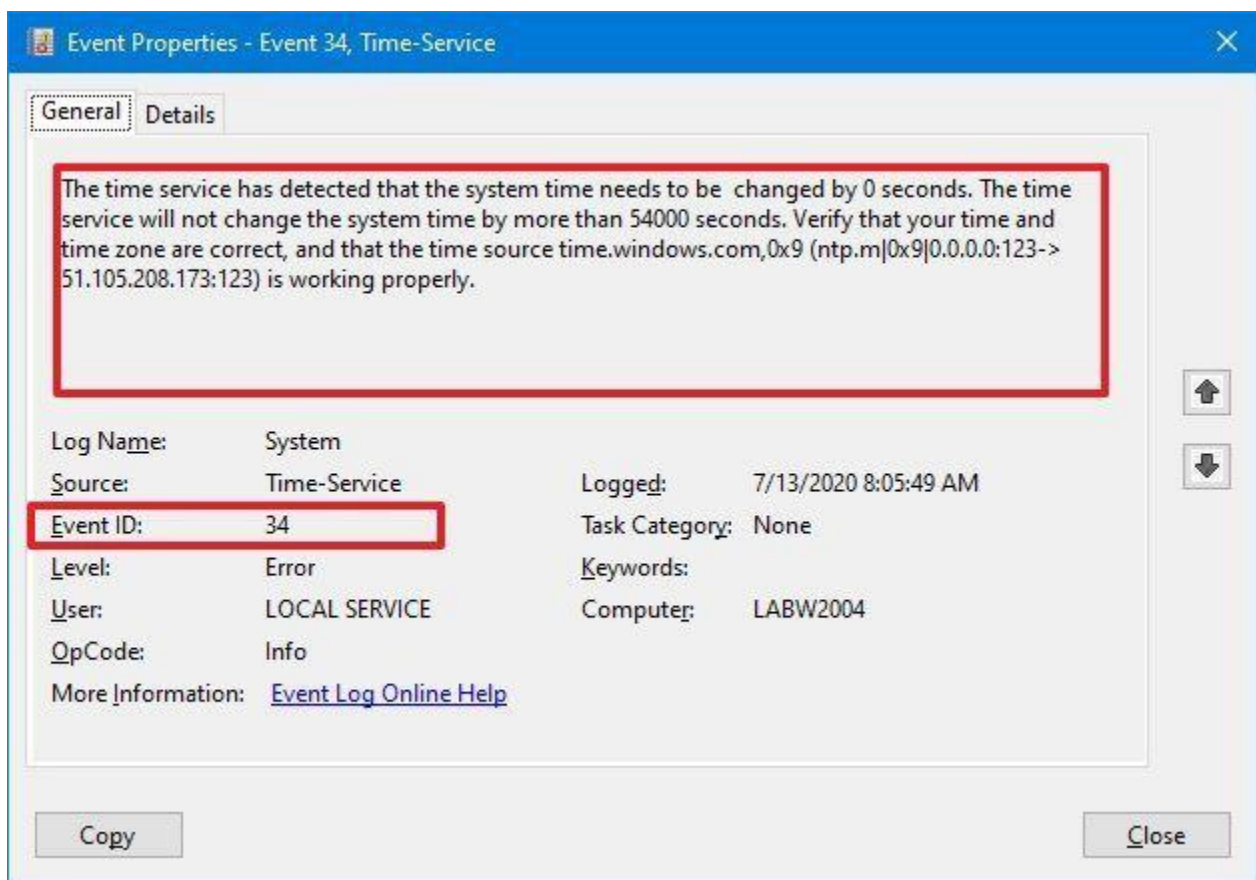 Event Properties - Event 34, Time-Service
General Details
The time service has detected that the system time needs to be  changed by 0 seconds. The time
service will not change the system time by more than 54000 seconds. Verify that your time and
time zone are correct, and that the time source time.windows.com,0x9 (ntp.m|0x9|0.0.0.0:123->
51.105.208.173:123) is working properly.
Log Name: System
Source: Time-Service Logged: 7/13/2020 8:05:49 AM
Event ID: 34 Task Category: None
Level: Error Keywords:
User: LOCAL SERVICE Computer: LABW2004
OpCode: Info
More Information: Event Log Online Help
Copy Close